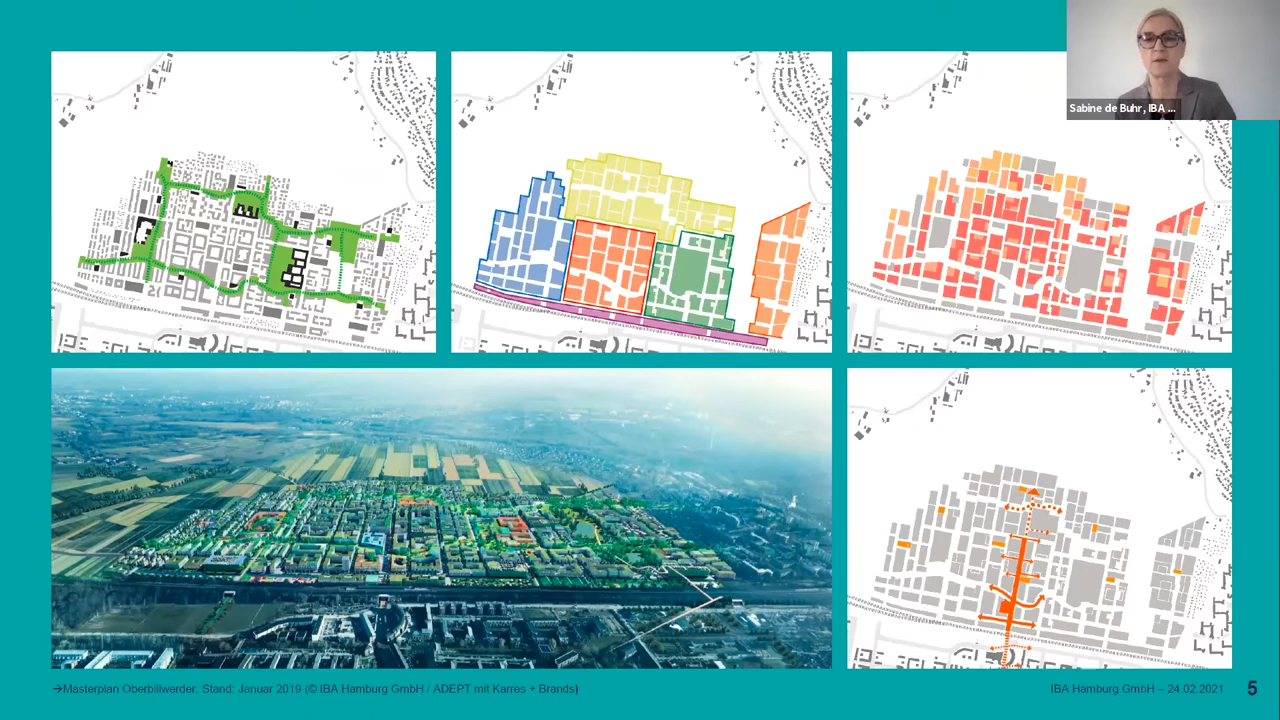 Sabine de Buhr, IBA ...
→Masterplan Oberbillwerder, Stand: Januar 2019 (© IBA Hamburg GmbH / ADEPT mit Karres + Brands)
IBA Hamburg GmbH – 24.02.2021
5